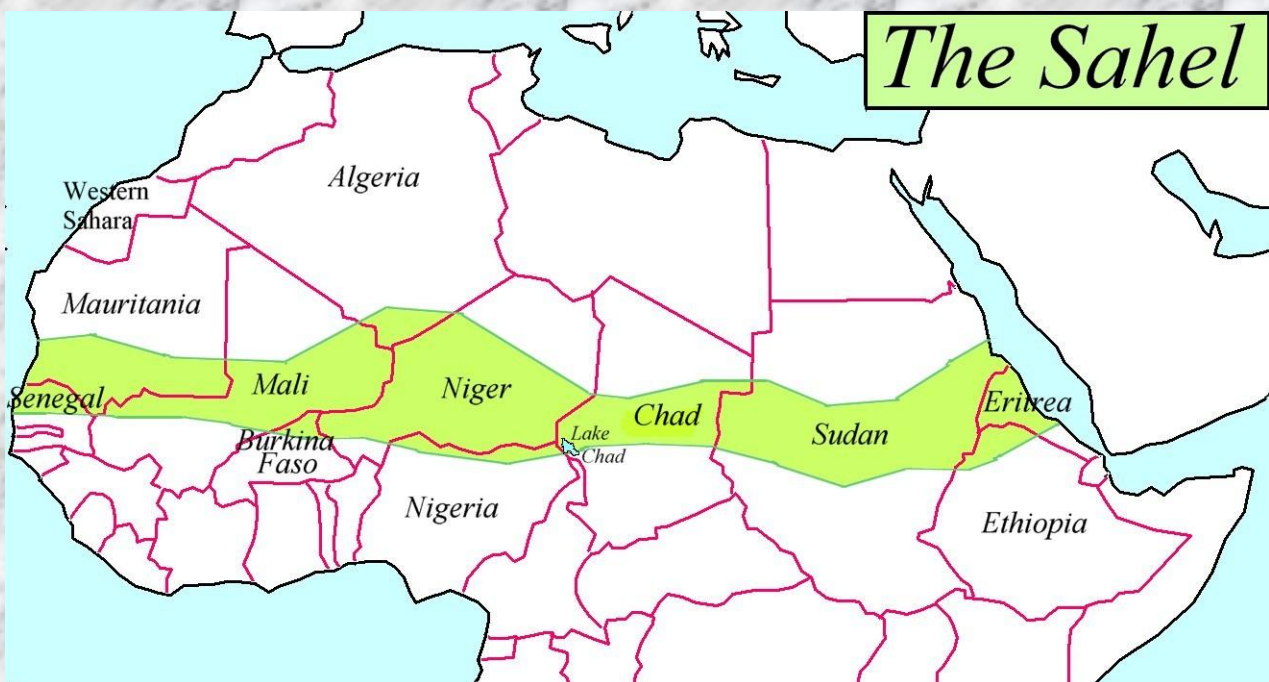 The Sahel
Algeria
Western
Sahara
Mauritania
Senegal
Mali
Niger
Chad
Sudan
Eritrea
Burkina
Faso
Lake
Chad
Nigeria
Ethiopia